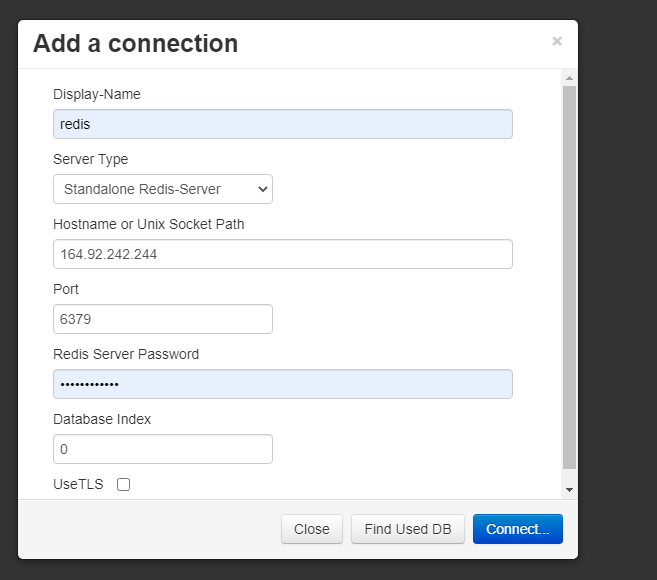 Add a connection ×
Display-Name
redis
Server Type
Standalone Redis-Server
Hostname or Unix Socket Path
164.92.242.244
Port
6379
Redis Server Password
••••••••••••
Database Index
0
UseTLS
Close Find Used DB Connect...